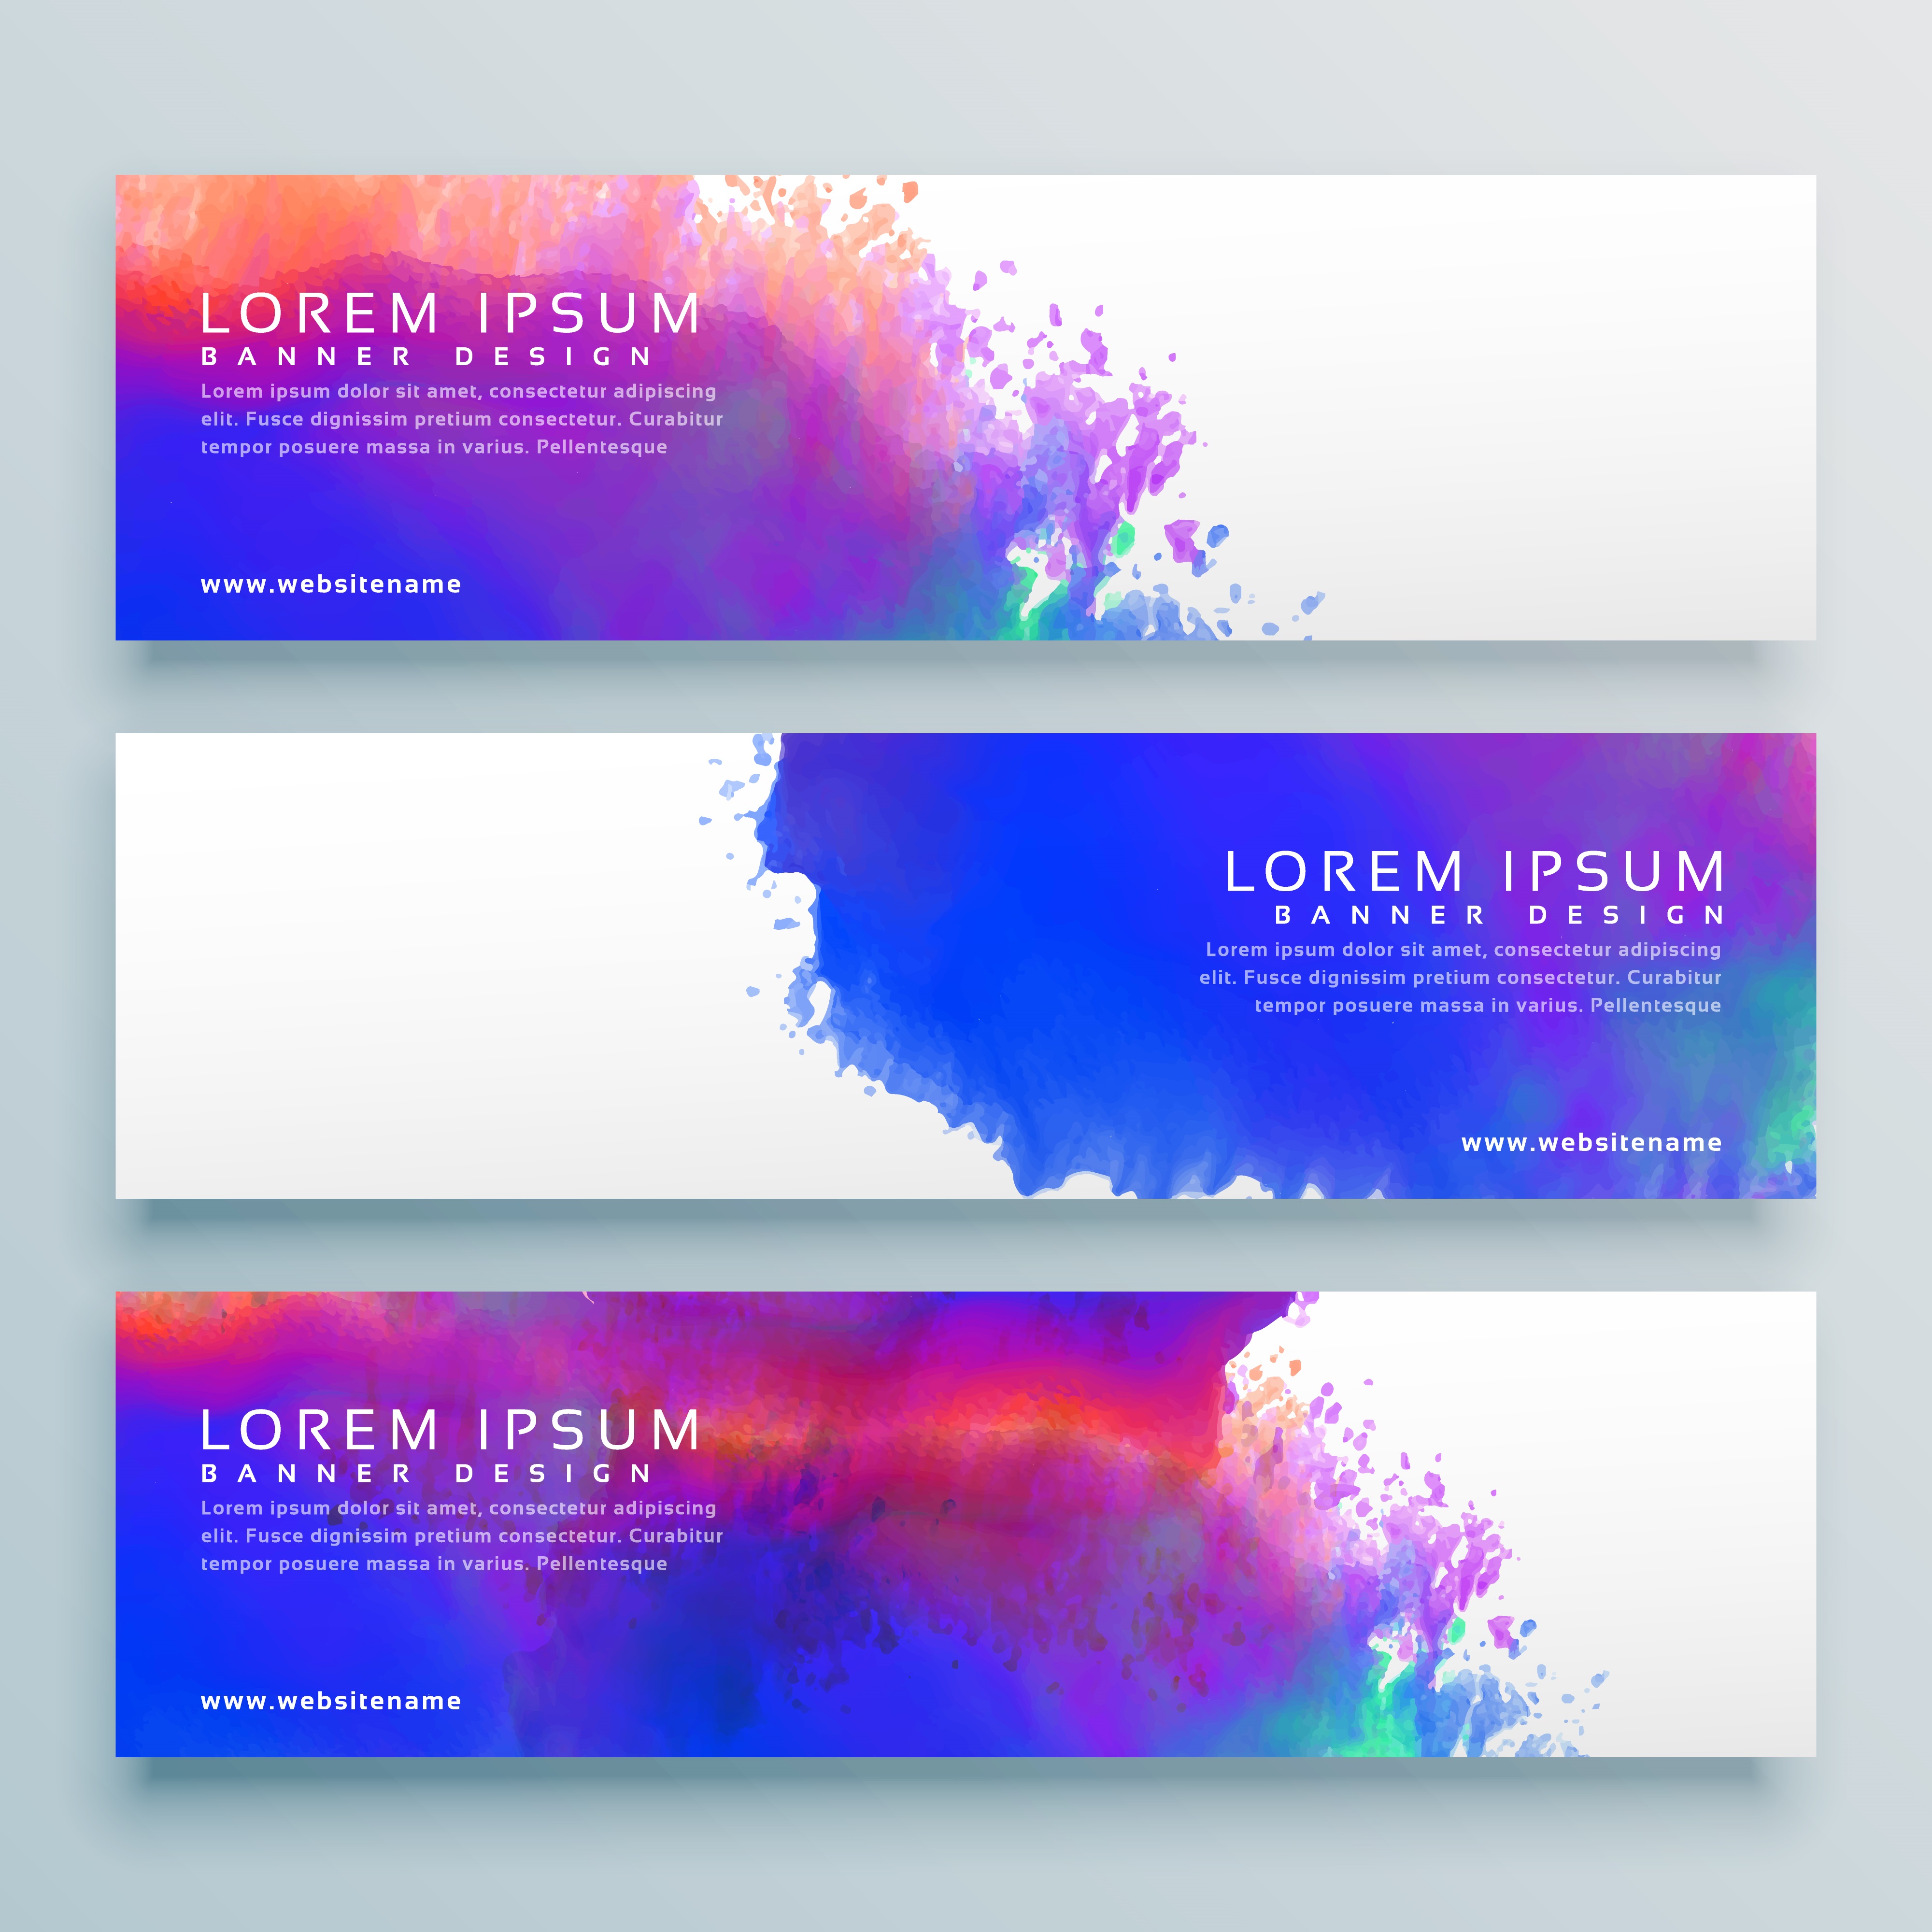 LOREM IPSUM
BANNER DESIGN
Lorem ipsum dolor sit amet, consectetur adipiscing
elit. Fusce dignissim pretium consectetur. Curabitur
tempor posuere massa in varius. Pellentesque
www.websitename
LOREM IPSUM
BANNER DESIGN
Lorem ipsum dolor sit amet, consectetur adipiscing
elit. Fusce dignissim pretium consectetur. Curabitur
tempor posuere massa in varius. Pellentesque
www.websitename
LOREM IPSUM
BANNER DESIGN
Lorem ipsum dolor sit amet, consectetur adipiscing
elit. Fusce dignissim pretium consectetur. Curabitur
tempor posuere massa in varius. Pellentesque
www.websitename